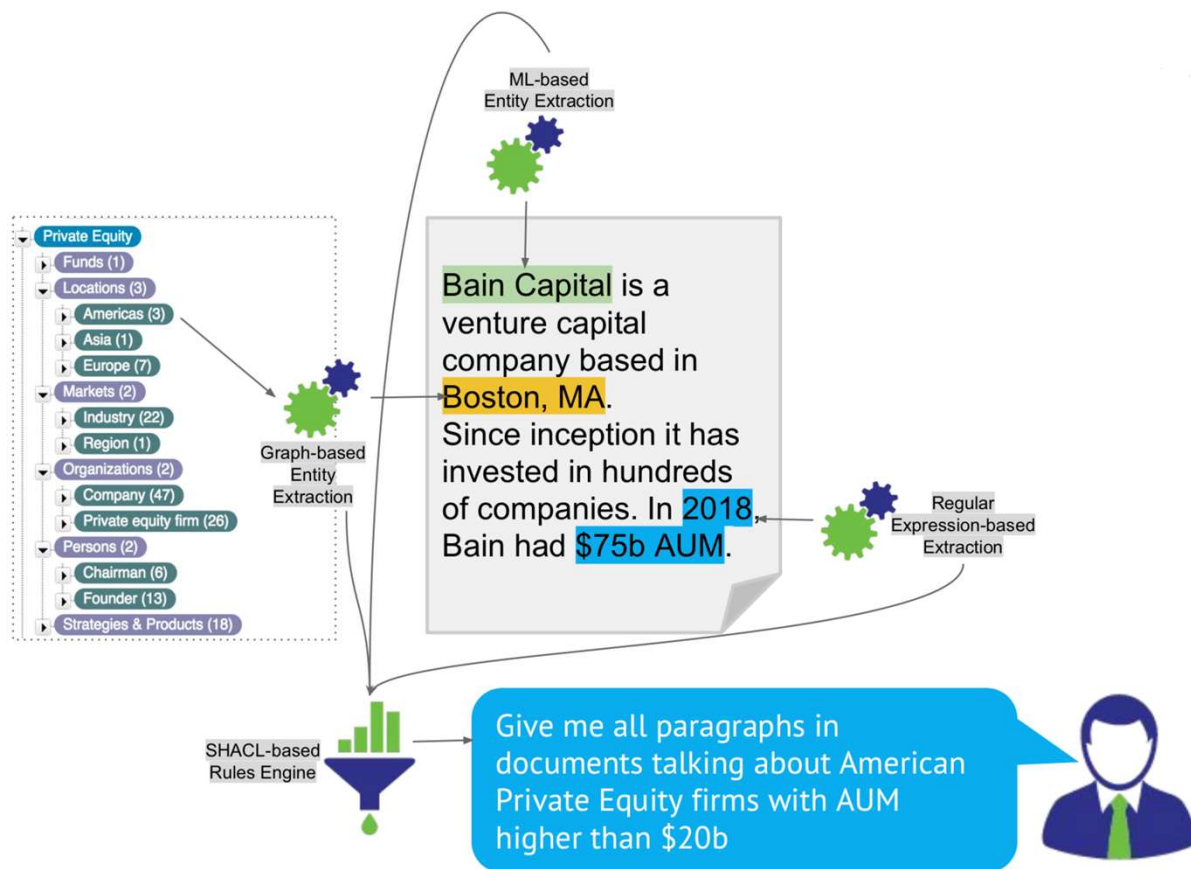 ML-based
Entity Extraction
Private Equity
Funds (1)
Locations (3)
Americas (3)
Asia (1)
Europe (7)
Markets (2)
Industry (22)
Region (1)
Organizations (2)
Company (47)
Private equity firm (26)
Persons (2)
Chairman (6)
Founder (13)
Strategies & Products (18)
Graph-based
Entity
Extraction
Bain Capital is a
venture capital
company based in
Boston, MA.
Since inception it has
invested in hundreds
of companies. In 2018,
Bain had $75b AUM.
Regular
Expression-based
Extraction
SHACL-based
Rules Engine
Give me all paragraphs in
documents talking about American
Private Equity firms with AUM
higher than $20b